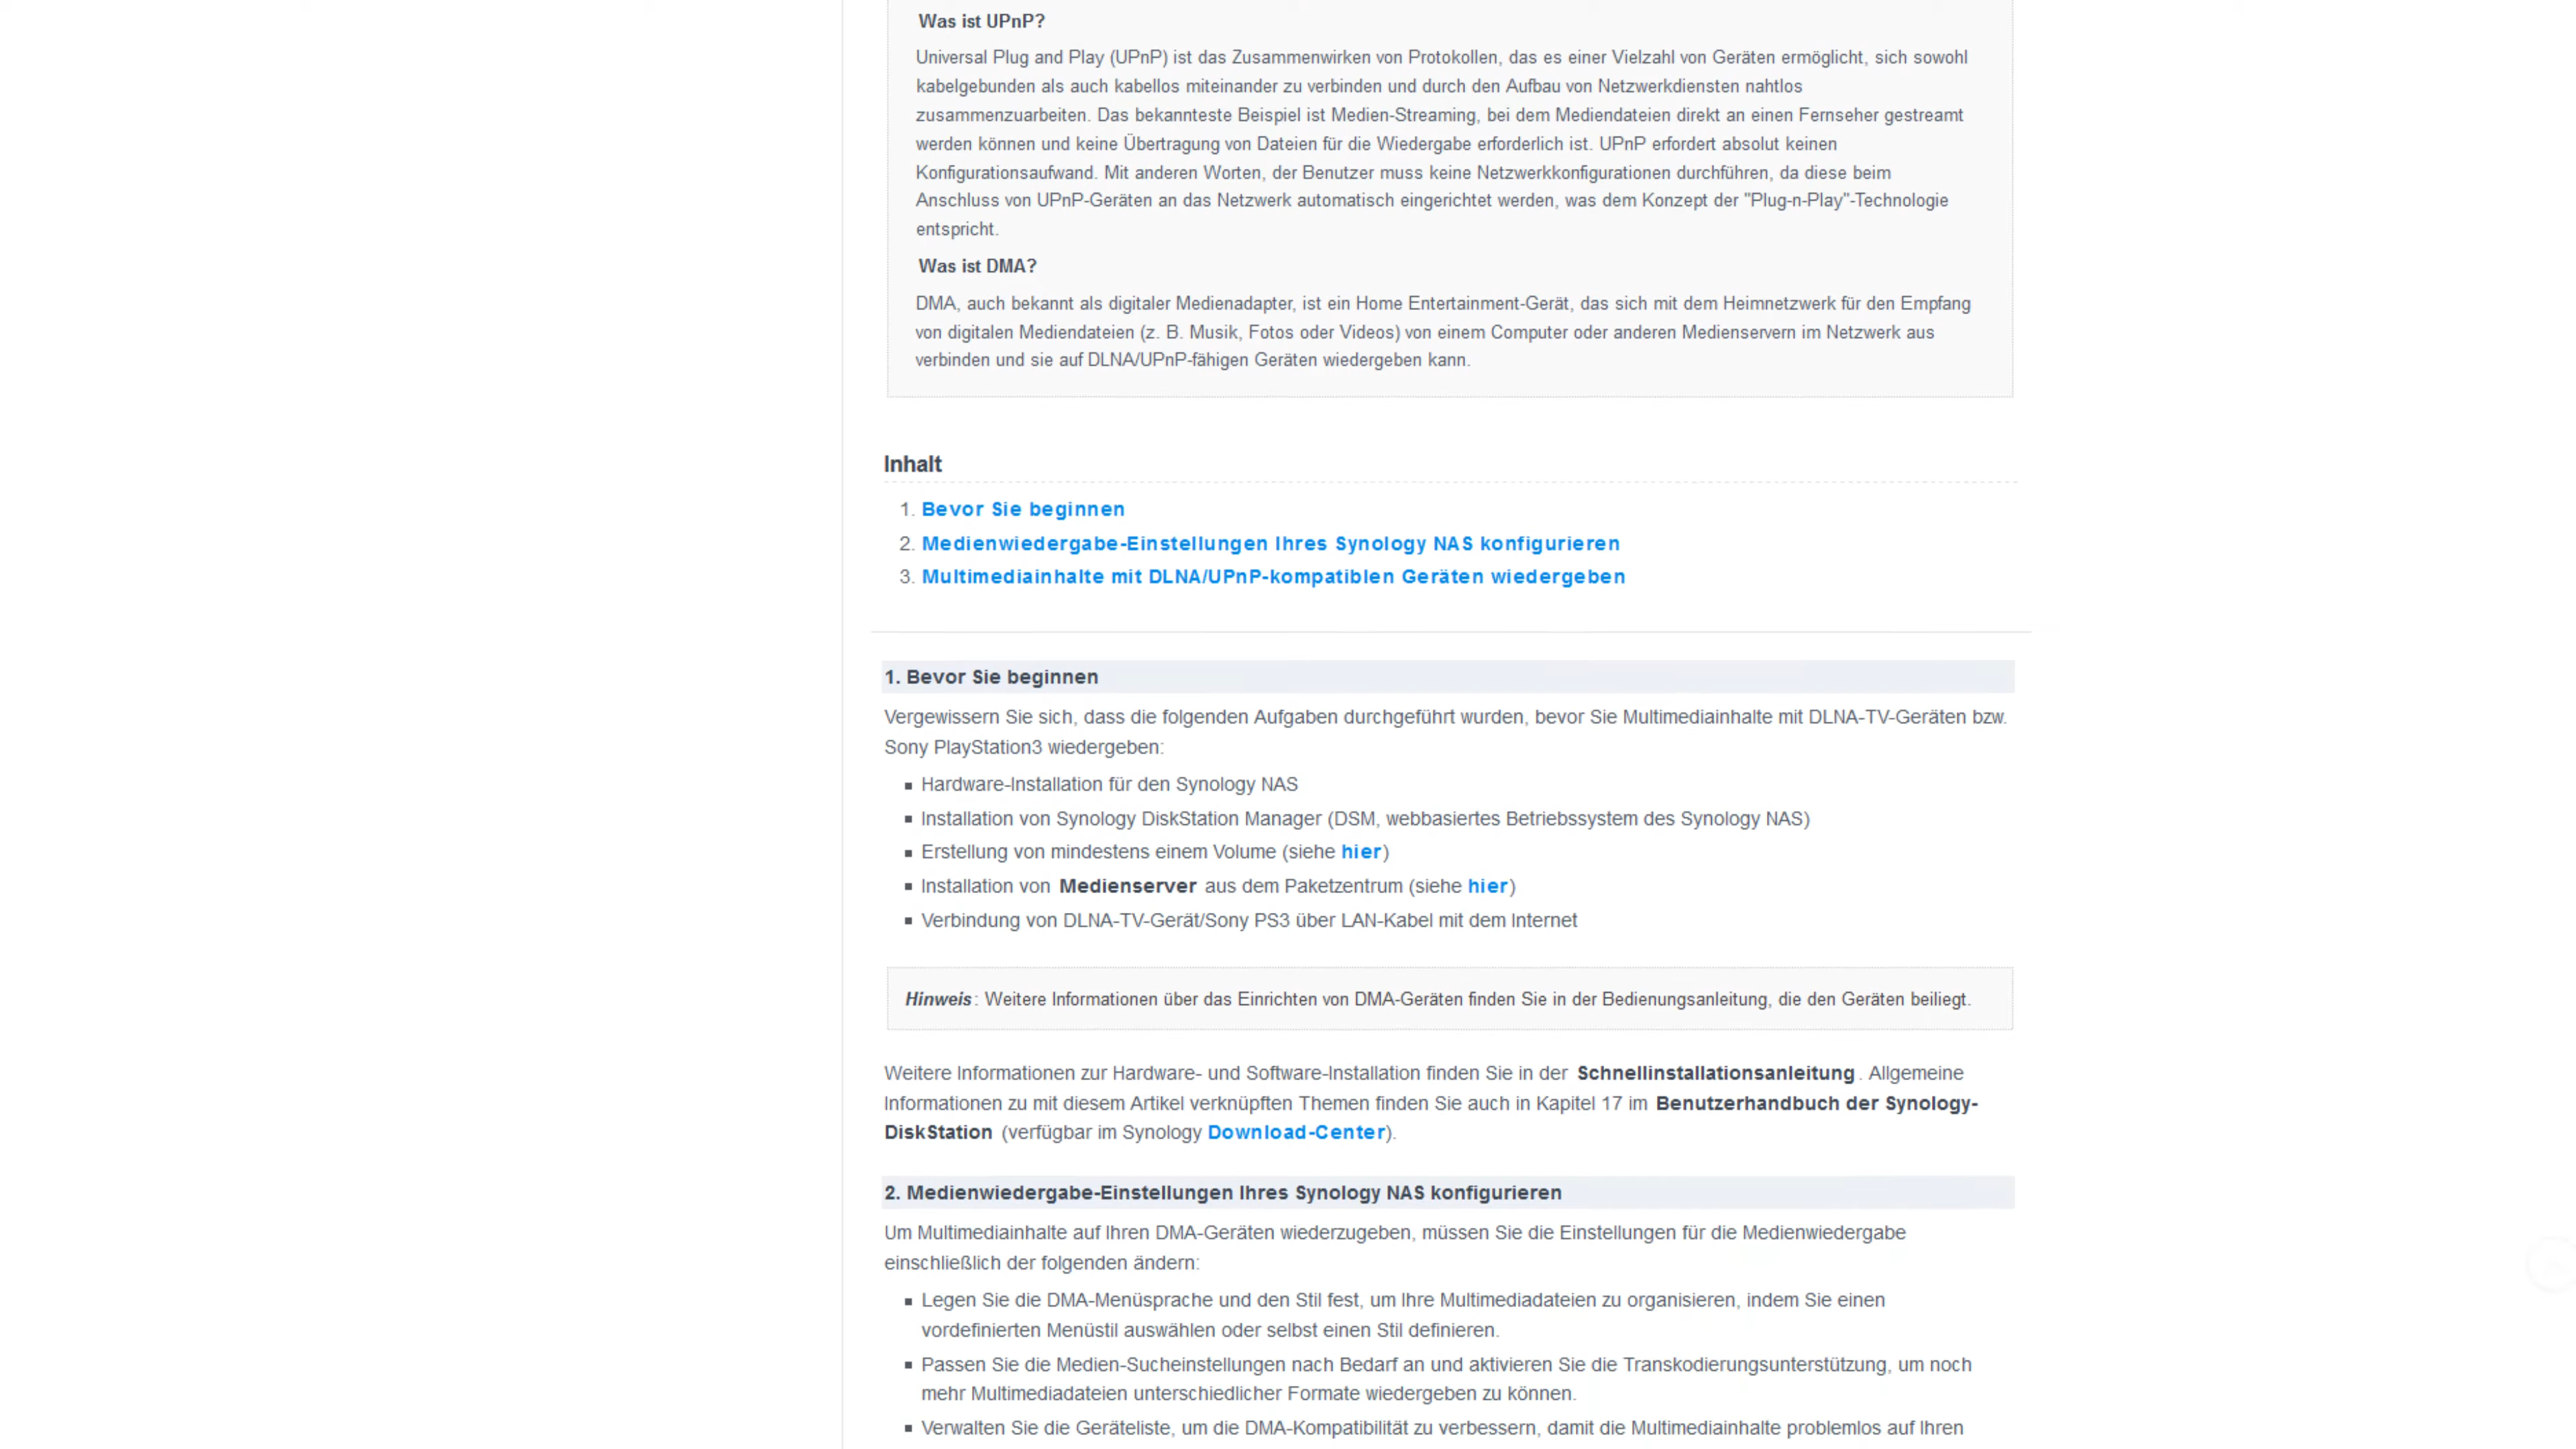 Was ist UPnP?
Universal Plug and Play (UPnP) ist das Zusammenwirken von Protokollen, das es einer Vielzahl von Geräten ermöglicht, sich sowohl
kabelgebunden als auch kabellos miteinander zu verbinden und durch den Aufbau von Netzwerkdiensten nahtlos
zusammenzuarbeiten. Das bekannteste Beispiel ist Medien-Streaming, bei dem Mediendateien direkt an einen Fernseher gestreamt
werden können und keine Übertragung von Dateien für die Wiedergabe erforderlich ist. UPnP erfordert absolut keinen
Konfigurationsaufwand. Mit anderen Worten, der Benutzer muss keine Netzwerkkonfigurationen durchführen, da diese beim
Anschluss von UPnP-Geräten an das Netzwerk automatisch eingerichtet werden, was dem Konzept der "Plug-n-Play"-Technologie
entspricht.
Was ist DMA?
DMA, auch bekannt als digitaler Medienadapter, ist ein Home Entertainment-Gerät, das sich mit dem Heimnetzwerk für den Empfang
von digitalen Mediendateien (z. B. Musik, Fotos oder Videos) von einem Computer oder anderen Medienservern im Netzwerk aus
verbinden und sie auf DLNA/UPnP-fähigen Geräten wiedergeben kann.
Inhalt
1. Bevor Sie beginnen
2. Medienwiedergabe-Einstellungen Ihres Synology NAS konfigurieren
3. Multimediainhalte mit DLNA/UPnP-kompatiblen Geräten wiedergeben
1. Bevor Sie beginnen
Vergewissern Sie sich, dass die folgenden Aufgaben durchgeführt wurden, bevor Sie Multimediainhalte mit DLNA-TV-Geräten bzw.
Sony PlayStation3 wiedergeben:
▪ Hardware-Installation für den Synology NAS
▪ Installation von Synology DiskStation Manager (DSM, webbasiertes Betriebssystem des Synology NAS)
▪ Erstellung von mindestens einem Volume (siehe hier)
▪ Installation von Medienserver aus dem Paketzentrum (siehe hier)
▪ Verbindung von DLNA-TV-Gerät/Sony PS3 über LAN-Kabel mit dem Internet
Hinweis: Weitere Informationen über das Einrichten von DMA-Geräten finden Sie in der Bedienungsanleitung, die den Geräten beiliegt.
Weitere Informationen zur Hardware- und Software-Installation finden Sie in der Schnellinstallationsanleitung. Allgemeine
Informationen zu mit diesem Artikel verknüpften Themen finden Sie auch in Kapitel 17 im Benutzerhandbuch der Synology-
DiskStation (verfügbar im Synology Download-Center).
2. Medienwiedergabe-Einstellungen Ihres Synology NAS konfigurieren
Um Multimediainhalte auf Ihren DMA-Geräten wiederzugeben, müssen Sie die Einstellungen für die Medienwiedergabe
einschließlich der folgenden ändern:
▪ Legen Sie die DMA-Menüsprache und den Stil fest, um Ihre Multimediadateien zu organisieren, indem Sie einen
vordefinierten Menüstil auswählen oder selbst einen Stil definieren.
▪ Passen Sie die Medien-Sucheinstellungen nach Bedarf an und aktivieren Sie die Transkodierungsunterstützung, um noch
mehr Multimediadateien unterschiedlicher Formate wiedergeben zu können.
▪ Verwalten Sie die Geräteliste, um die DMA-Kompatibilität zu verbessern, damit die Multimediainhalte problemlos auf Ihren